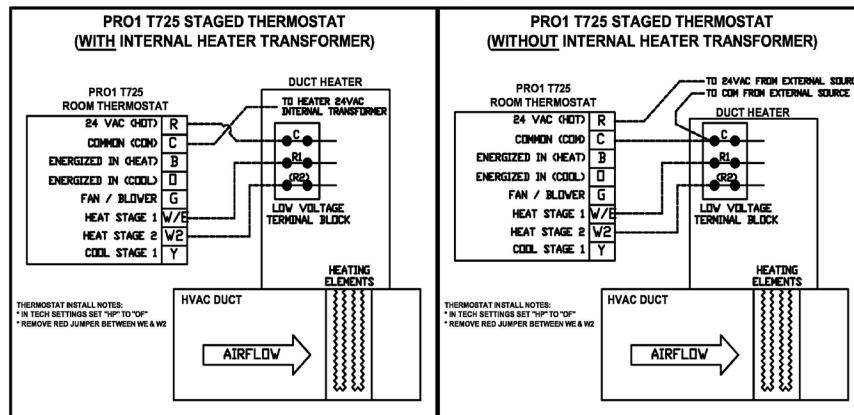 PRO1 T725 STAGED THERMOSTAT
(WITH INTERNAL HEATER TRANSFORMER)
DUCT HEATER
PRO1 T725
ROOM THERMOSTAT
TO HEATER 24VAC
INTERNAL TRANSFORMER
24 VAC (HOT) R
COMMON (COM) C
C
ENERGIZED IN (HEAT) B
R1
ENERGIZED IN (COOL) O
(R2)
FAN / BLOWER G
LOW VOLTAGE
TERMINAL BLOCK
HEAT STAGE 1 W/E
HEAT STAGE 2 W2
COOL STAGE 1 Y
HEATING
ELEMENTS
THERMOSTAT INSTALL NOTES:
* IN TECH SETTINGS SET "HP" TO "OF"
* REMOVE RED JUMPER BETWEEN WE & W2
HVAC DUCT
AIRFLOW
PRO1 T725 STAGED THERMOSTAT
(WITHOUT INTERNAL HEATER TRANSFORMER)
TO 24VAC FROM EXTERNAL SOURC
TO COM FROM EXTERNAL SOURCE
PRO1 T725
ROOM THERMOSTAT
DUCT HEATER
24 VAC (HOT) R
COMMON (COM) C
C
ENERGIZED IN (HEAT) B
R1
ENERGIZED IN (COOL) O
(R2)
FAN / BLOWER G
LOW VOLTAGE
TERMINAL BLOCK
HEAT STAGE 1 W/E
HEAT STAGE 2 W2
COOL STAGE 1 Y
HEATING
ELEMENTS
THERMOSTAT INSTALL NOTES:
* IN TECH SETTINGS SET "HP" TO "OF"
* REMOVE RED JUMPER BETWEEN WE & W2
HVAC DUCT
AIRFLOW